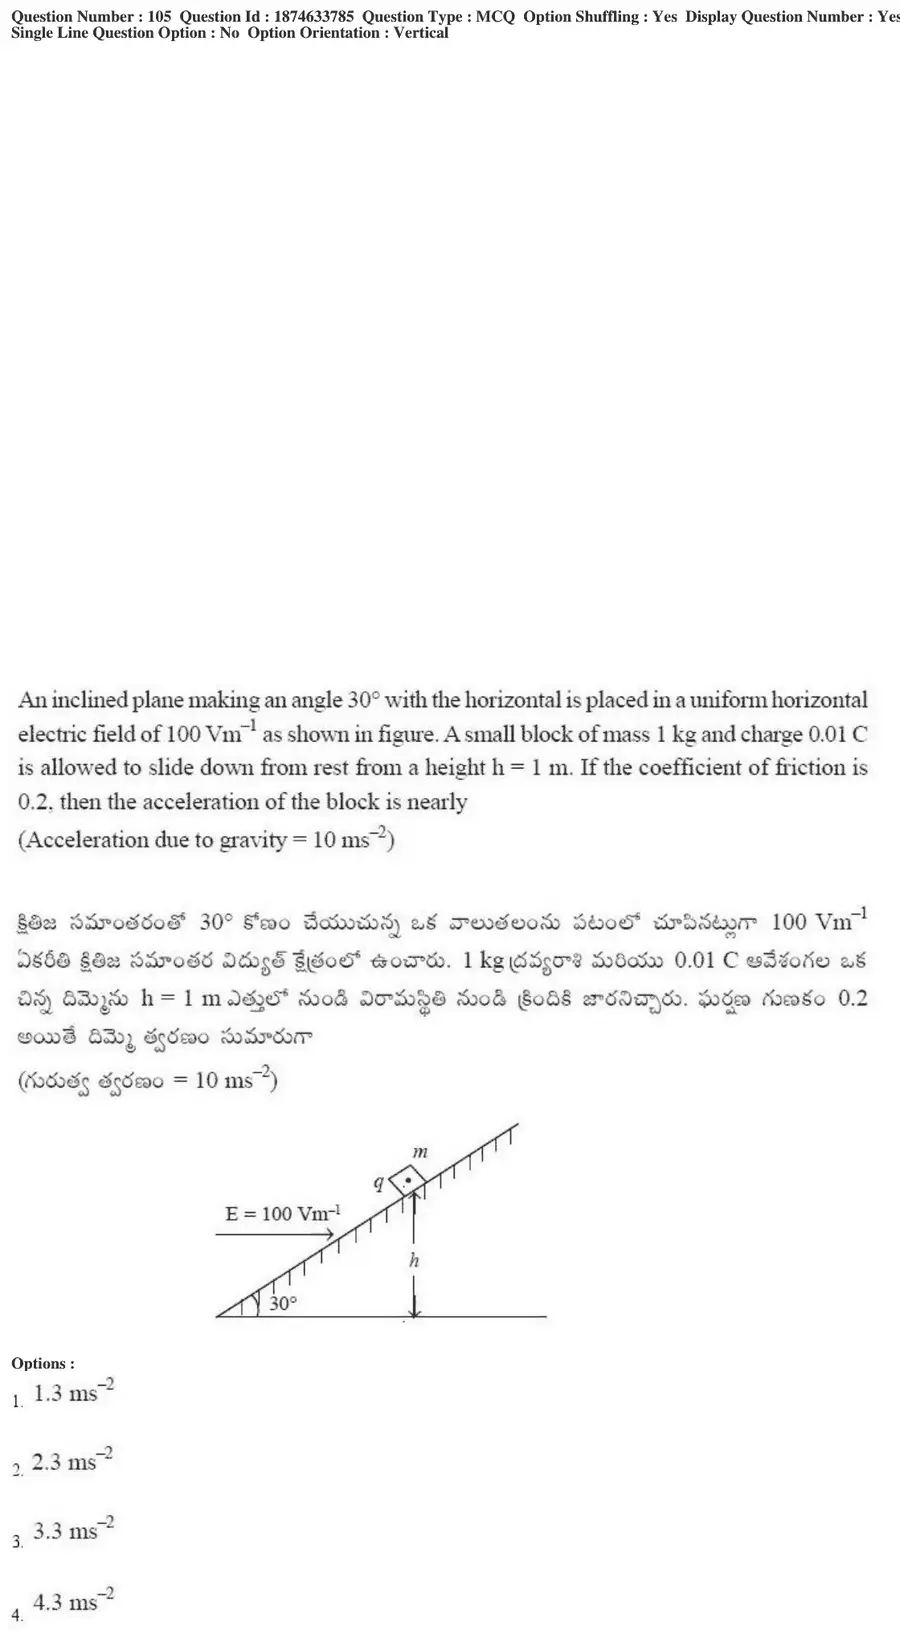 Question Number : 105 Question Id : 1874633785 Question Type : MCQ Option Shuffling : Yes Display Question Number : Yes
Single Line Question Option : No Option Orientation : Vertical
An inclined plane making an angle 30° with the horizontal is placed in a uniform horizontal
electric field of 100 Vm⁻¹ as shown in figure. A small block of mass 1 kg and charge 0.01 C
is allowed to slide down from rest from a height h = 1 m. If the coefficient of friction is
0.2, then the acceleration of the block is nearly
(Acceleration due to gravity = 10 ms⁻²)
క్షితిజ సమాంతరంతో 30° కోణం చేయుచున్న ఒక వాలుతలంను పటంలో చూపినట్లుగా 100 Vm⁻¹
ఏకరీతి క్షితిజ సమాంతర విద్యుత్ క్షేత్రంలో ఉంచారు. 1 kg ద్రవ్యరాశి మరియు 0.01 C ఆవేశంగల ఒక
చిన్న దిమ్మెను h = 1 m ఎత్తులో నుండి విరామస్థితి నుండి క్రిందికి జారనిచ్చారు. ఘర్షణ గుణకం 0.2
అయితే దిమ్మె త్వరణం సుమారుగా
(గురుత్వ త్వరణం = 10 ms⁻²)
m
q
E = 100 Vm⁻¹
h
30°
Options :
1. 1.3 ms⁻²
2. 2.3 ms⁻²
3. 3.3 ms⁻²
4. 4.3 ms⁻²